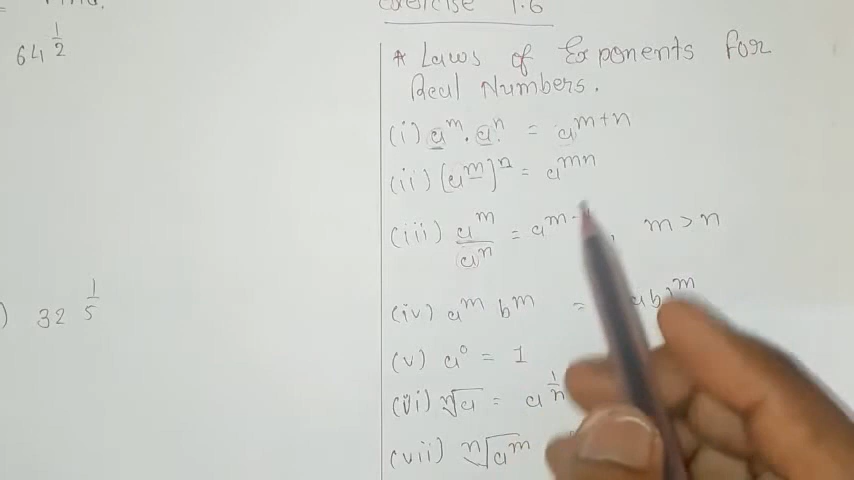 Find.
Exercise 1.6
64^(1/2)
* Laws of Exponents for
Real Numbers.
(i) a^m . a^n = a^(m+n)
(ii) (a^m)^n = a^(mn)
(iii) a^m / a^n = a^(m- , m > n
) 32^(1/5)
(iv) a^m b^m = ab)^m
(v) a^0 = 1
(vi) ⁿ√a = a^(1/n)
(vii) ⁿ√a^m